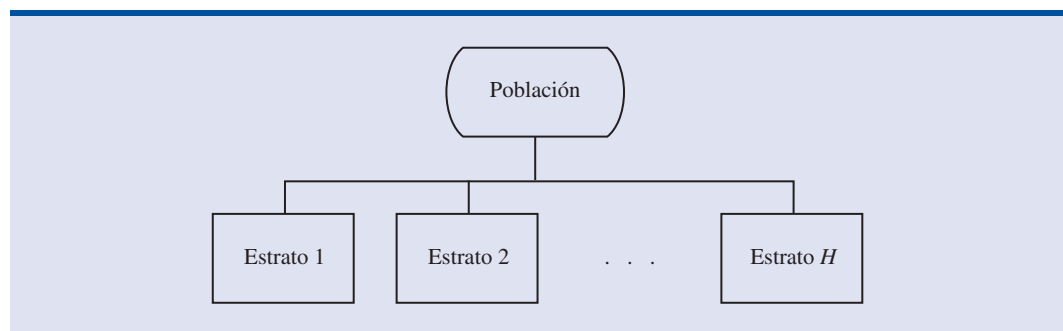 Población
Estrato 1 Estrato 2 . . . Estrato H